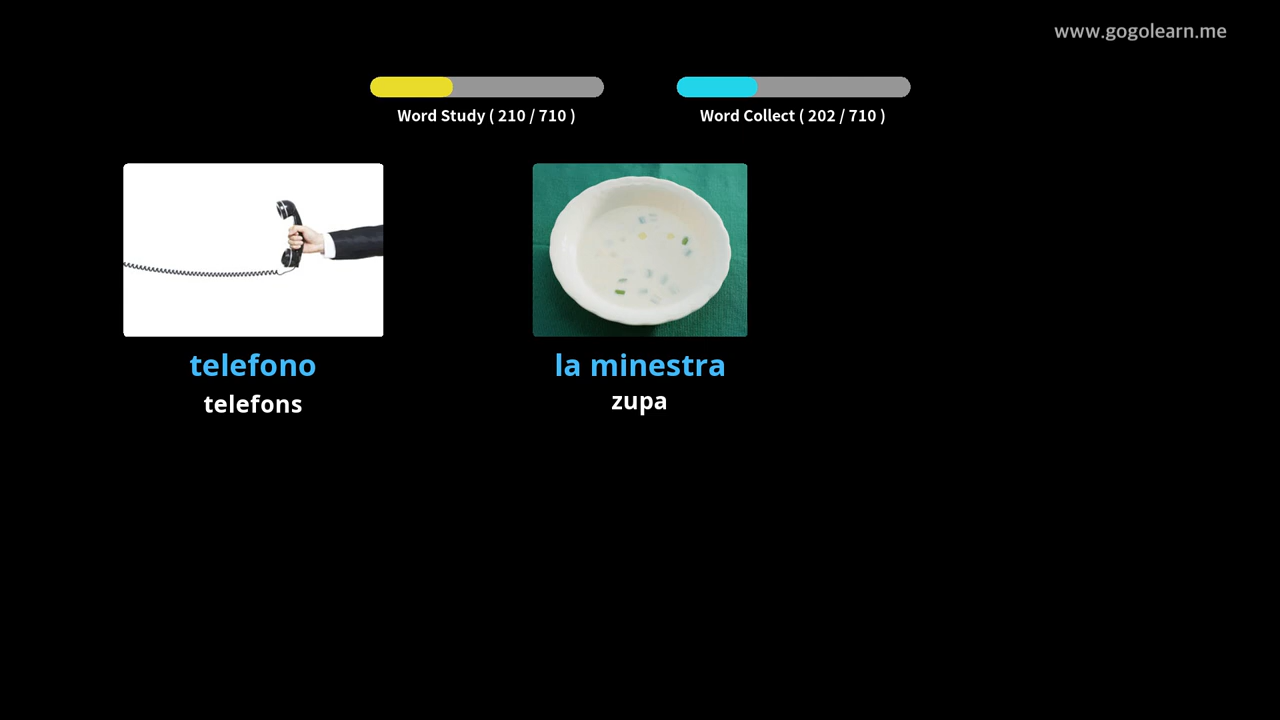 www.gogolearn.me
Word Study ( 210 / 710 )
Word Collect ( 202 / 710 )
telefono
telefons
la minestra
zupa